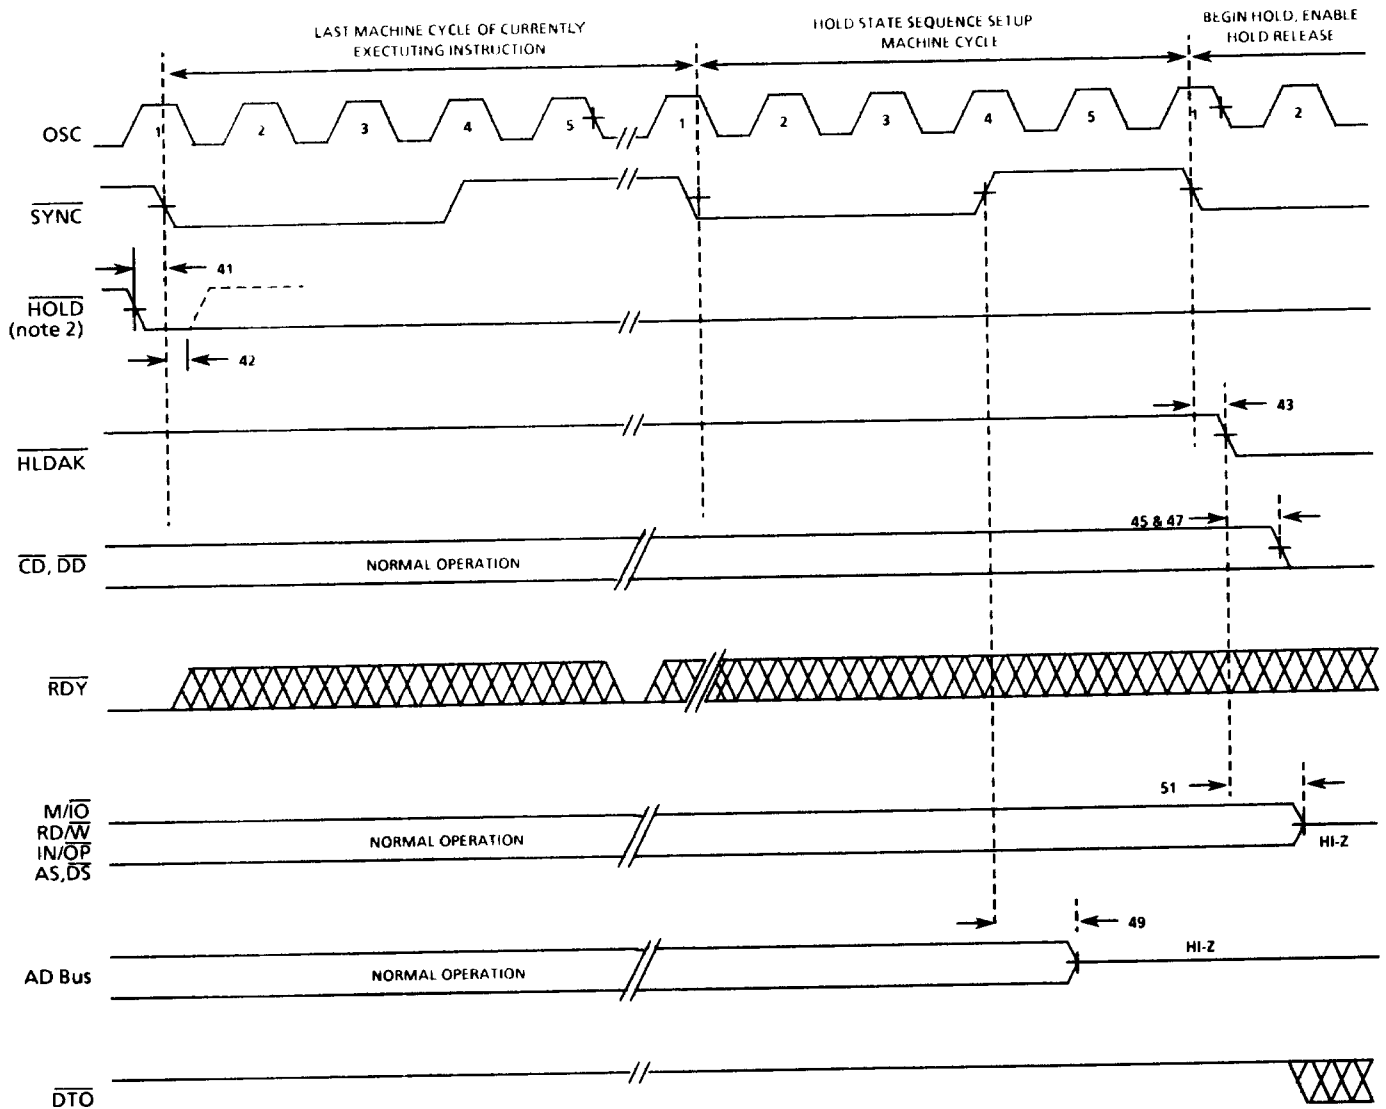 LAST MACHINE CYCLE OF CURRENTLY
EXECTUTING INSTRUCTION
HOLD STATE SEQUENCE SETUP
MACHINE CYCLE
BEGIN HOLD, ENABLE
HOLD RELEASE
OSC
1 2 3 4 5 1 2 3 4 5 1 2
SYNC
41
HOLD
(note 2)
42
43
HLDAK
45 & 47
CD, DD
NORMAL OPERATION
RDY
51
M/IO
RD/W
IN/OP
AS,DS
NORMAL OPERATION
HI-Z
49
AD Bus
NORMAL OPERATION
HI-Z
DTO